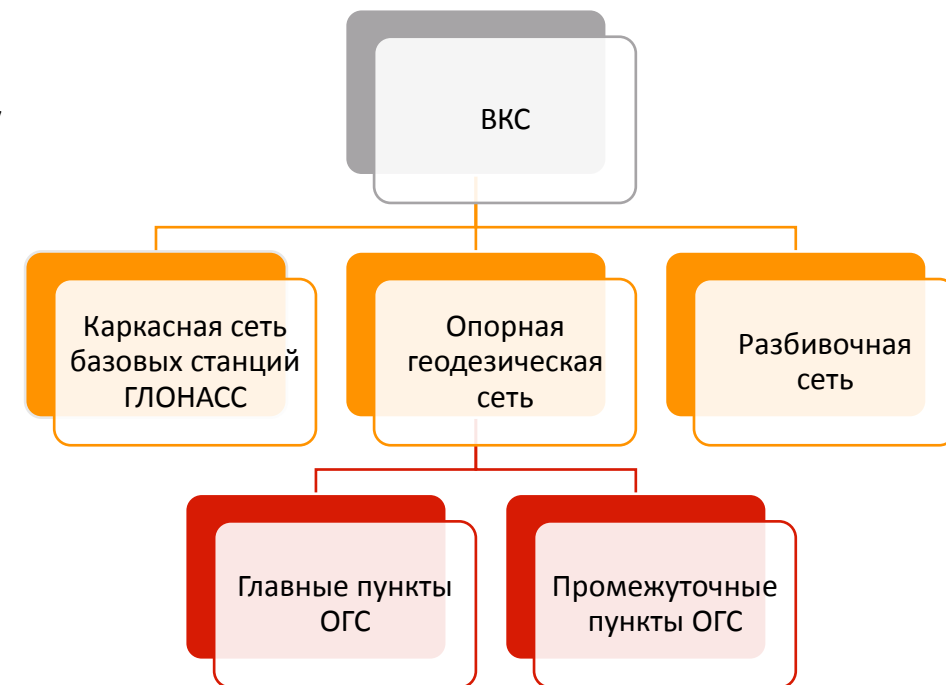 ВКС
Каркасная сеть
базовых станций
ГЛОНАСС
Опорная
геодезическая
сеть
Разбивочная
сеть
Главные пункты
ОГС
Промежуточные
пункты ОГС